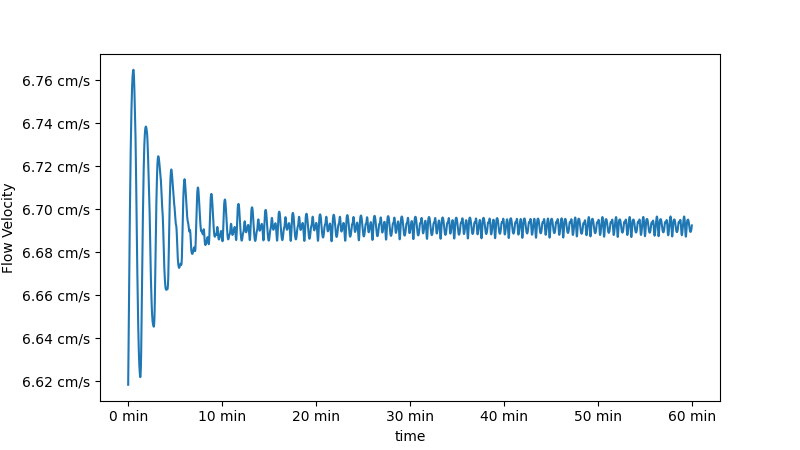 6.76 cm/s
6.74 cm/s
6.72 cm/s
6.70 cm/s
6.68 cm/s
6.66 cm/s
6.64 cm/s
6.62 cm/s
Flow Velocity
0 min 10 min 20 min 30 min 40 min 50 min 60 min
time